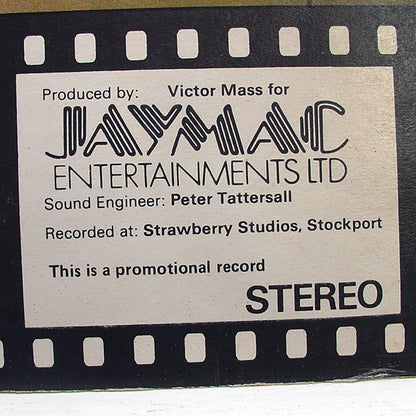 Produced by: Victor Mass for
JAYMAC
ENTERTAINMENTS LTD
Sound Engineer: Peter Tattersall
Recorded at: Strawberry Studios, Stockport
This is a promotional record
STEREO